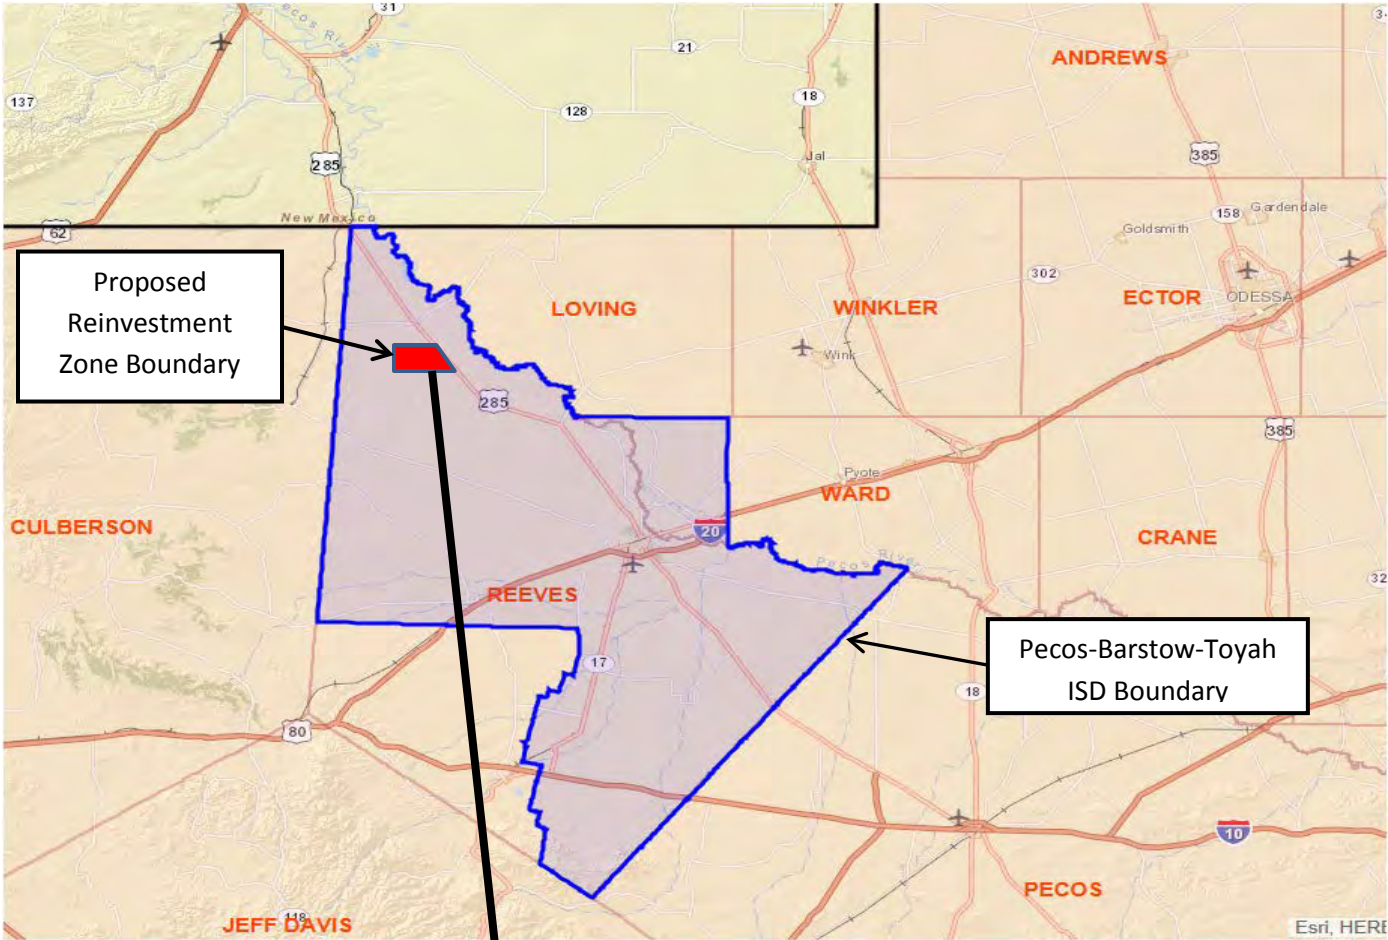 31
Pecos River
21
ANDREWS
137
18
128
285
Jal
385
New Mexico
62
158
Gardendale
Goldsmith
302
Proposed
Reinvestment
Zone Boundary
LOVING
WINKLER
ECTOR
ODESSA
Wink
285
385
Pyote
WARD
CULBERSON
20
CRANE
Pecos River
REEVES
17
Pecos-Barstow-Toyah
ISD Boundary
18
80
10
PECOS
118
JEFF DAVIS
Esri, HERE